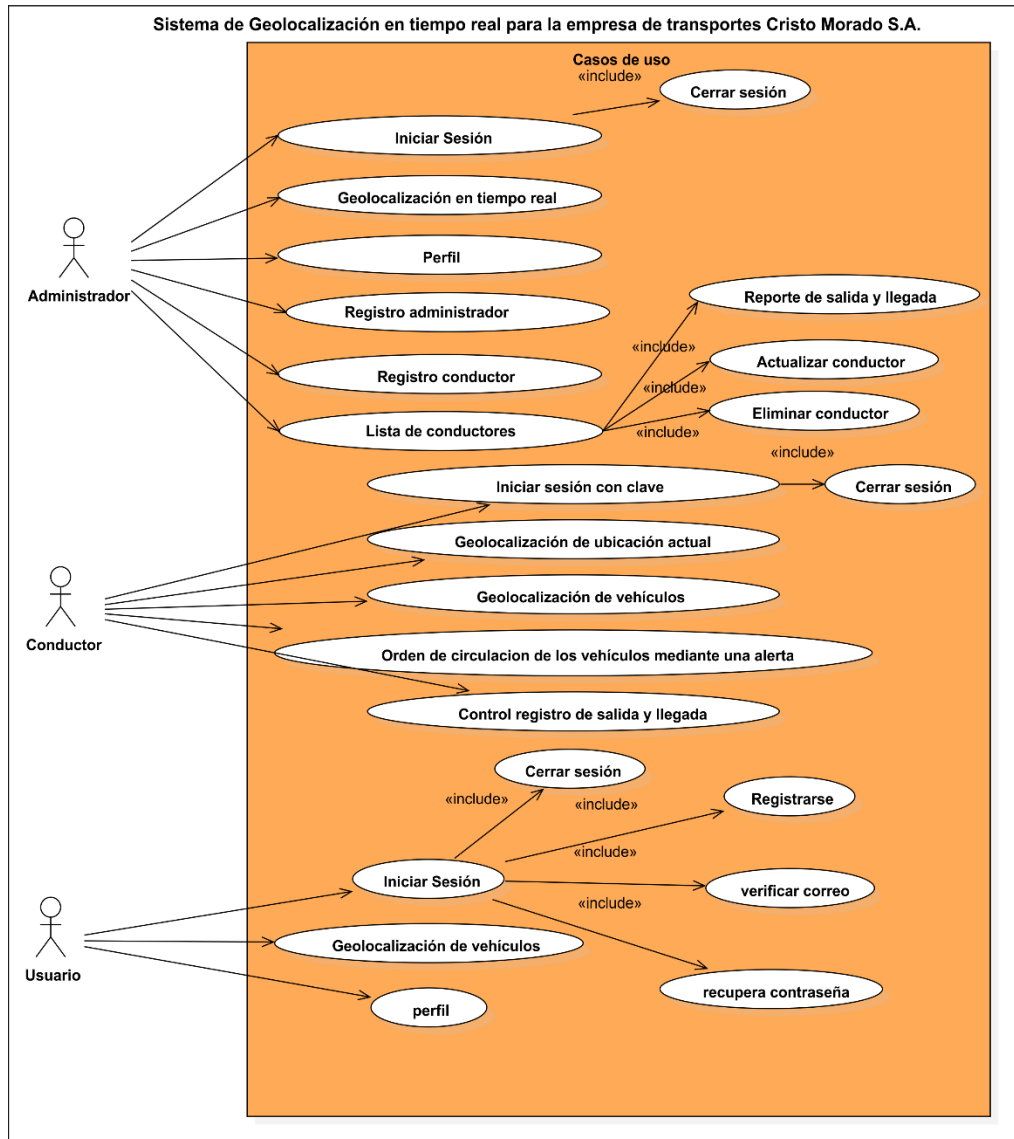 Sistema de Geolocalización en tiempo real para la empresa de transportes Cristo Morado S.A.
Casos de uso
«include»
Cerrar sesión
Iniciar Sesión
Geolocalización en tiempo real
Perfil
Administrador
Registro administrador
Reporte de salida y llegada
«include»
Actualizar conductor
Registro conductor
«include»
Eliminar conductor
Lista de conductores
«include»
«include»
Iniciar sesión con clave
Cerrar sesión
Geolocalización de ubicación actual
Geolocalización de vehículos
Conductor
Orden de circulacion de los vehículos mediante una alerta
Control registro de salida y llegada
Cerrar sesión
«include»
«include»
Registrarse
«include»
Iniciar Sesión
verificar correo
«include»
Geolocalización de vehículos
Usuario
recupera contraseña
perfil